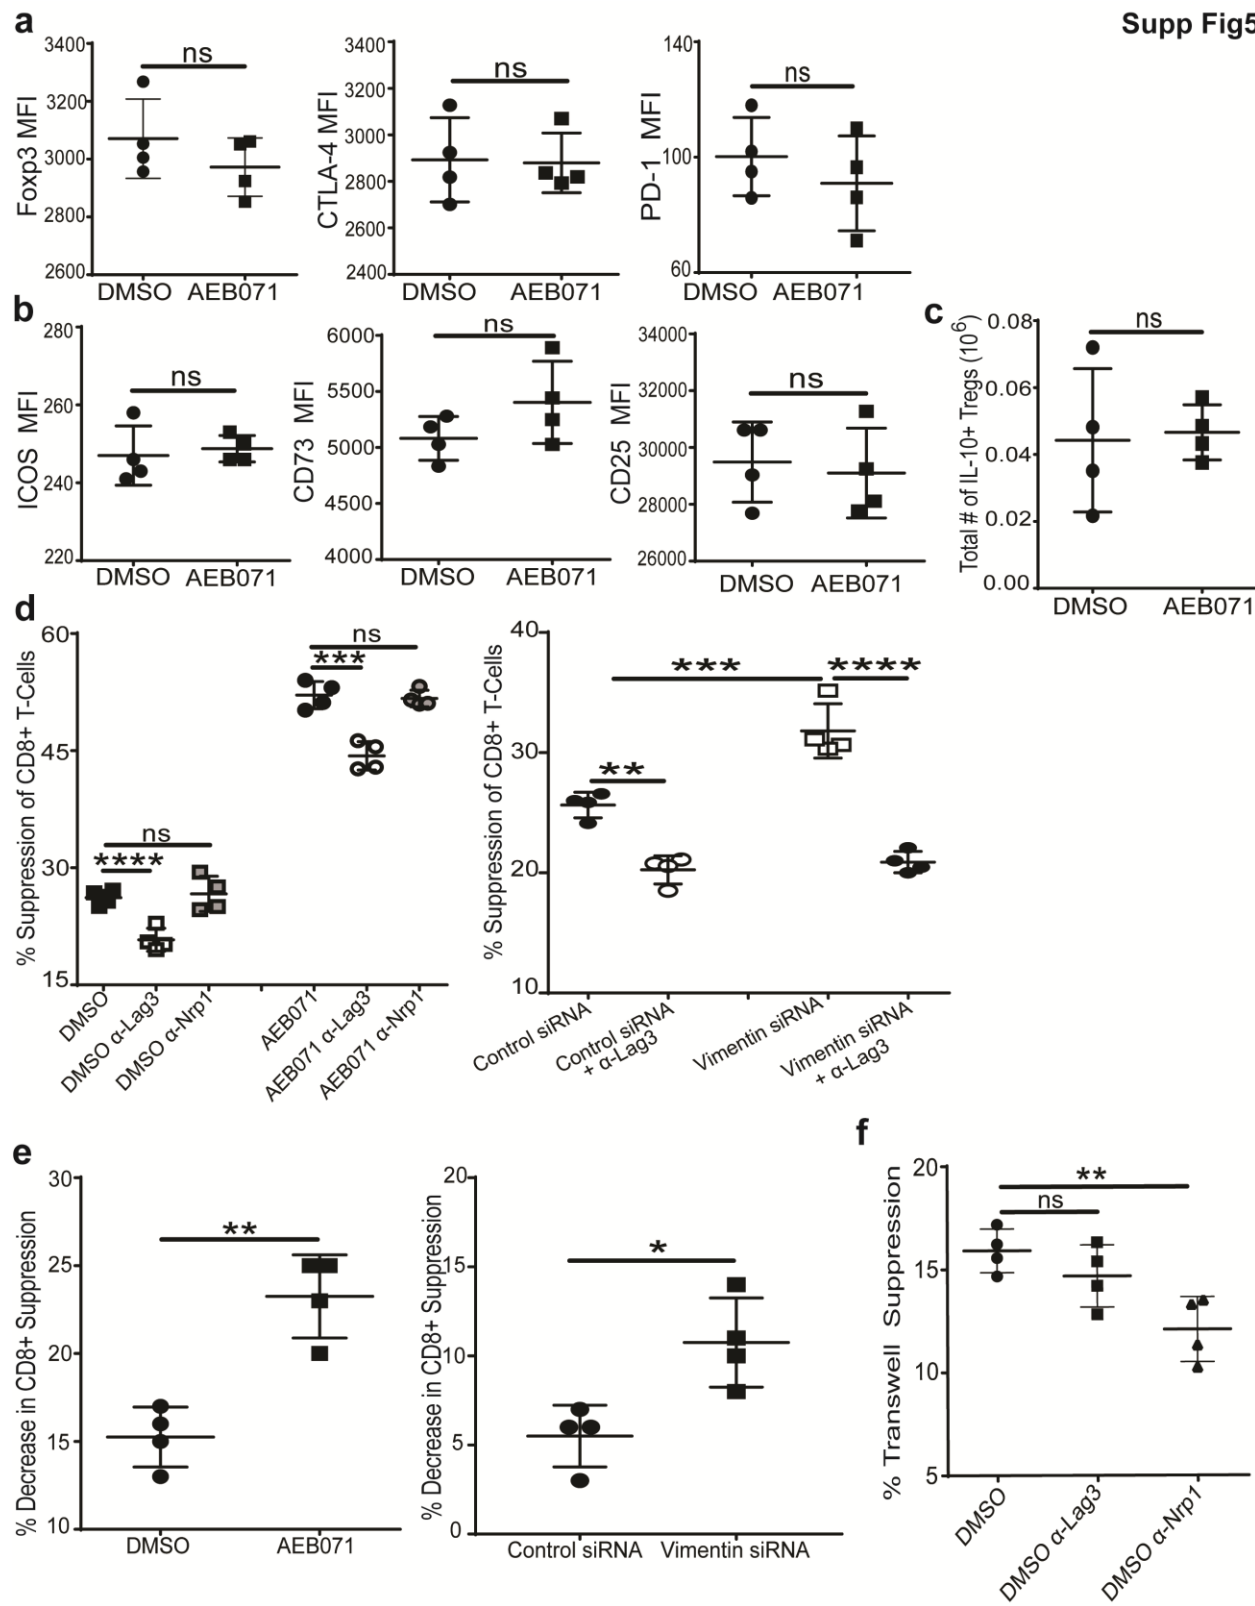 Supp Fig5
a
Foxp3 MFI
3400
3200
3000
2800
2600
ns
DMSO AEB071
CTLA-4 MFI
3400
3200
3000
2800
2600
2400
ns
DMSO AEB071
PD-1 MFI
140
100
60
ns
DMSO AEB071
b
ICOS MFI
280
260
240
220
ns
DMSO AEB071
CD73 MFI
6000
5500
5000
4500
4000
ns
DMSO AEB071
CD25 MFI
34000
32000
30000
28000
26000
ns
DMSO AEB071
c
Total # of IL-10+ Tregs (10^6)
0.08
0.06
0.04
0.02
0.00
ns
DMSO AEB071
d
% Suppression of CD8+ T-Cells
60
45
30
15
ns
****
ns
***
DMSO
DMSO α-Lag3
DMSO α-Nrp1
AEB071
AEB071 α-Lag3
AEB071 α-Nrp1
% Suppression of CD8+ T-Cells
40
30
20
10
**
***
****
Control siRNA
Control siRNA
+ α-Lag3
Vimentin siRNA
Vimentin siRNA
+ α-Lag3
e
% Decrease in CD8+ Suppression
30
25
20
15
10
**
DMSO AEB071
% Decrease in CD8+ Suppression
20
15
10
5
0
*
Control siRNA Vimentin siRNA
f
% Transwell Suppression
20
15
10
5
**
ns
DMSO
DMSO α-Lag3
DMSO α-Nrp1